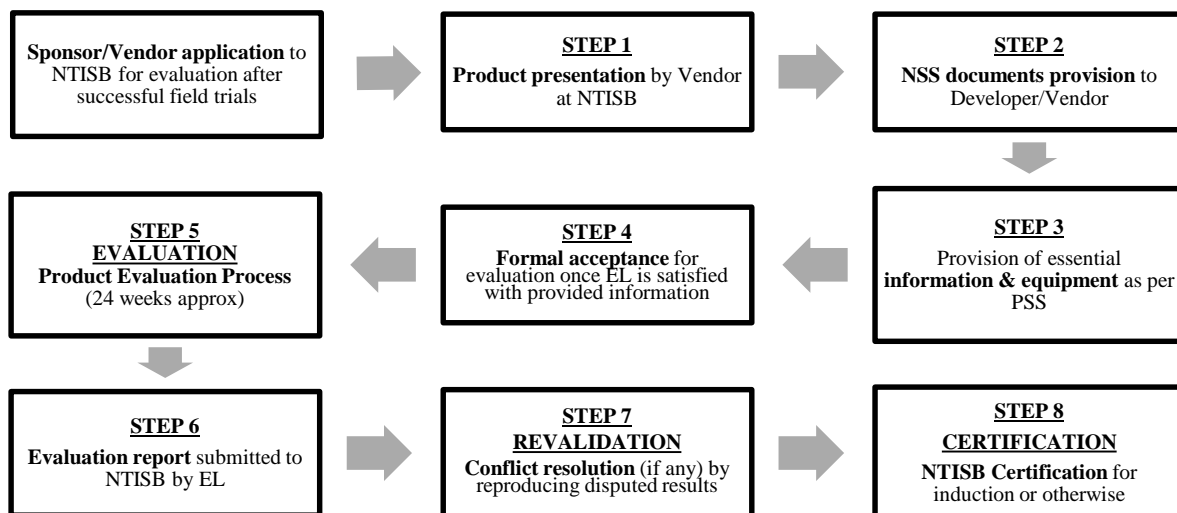 Sponsor/Vendor application to
NTISB for evaluation after
successful field trials
STEP 1
Product presentation by Vendor
at NTISB
STEP 2
NSS documents provision to
Developer/Vendor
STEP 3
Provision of essential
information & equipment as per
PSS
STEP 4
Formal acceptance for
evaluation once EL is satisfied
with provided information
STEP 5
EVALUATION
Product Evaluation Process
(24 weeks approx)
STEP 6
Evaluation report submitted to
NTISB by EL
STEP 7
REVALIDATION
Conflict resolution (if any) by
reproducing disputed results
STEP 8
CERTIFICATION
NTISB Certification for
induction or otherwise